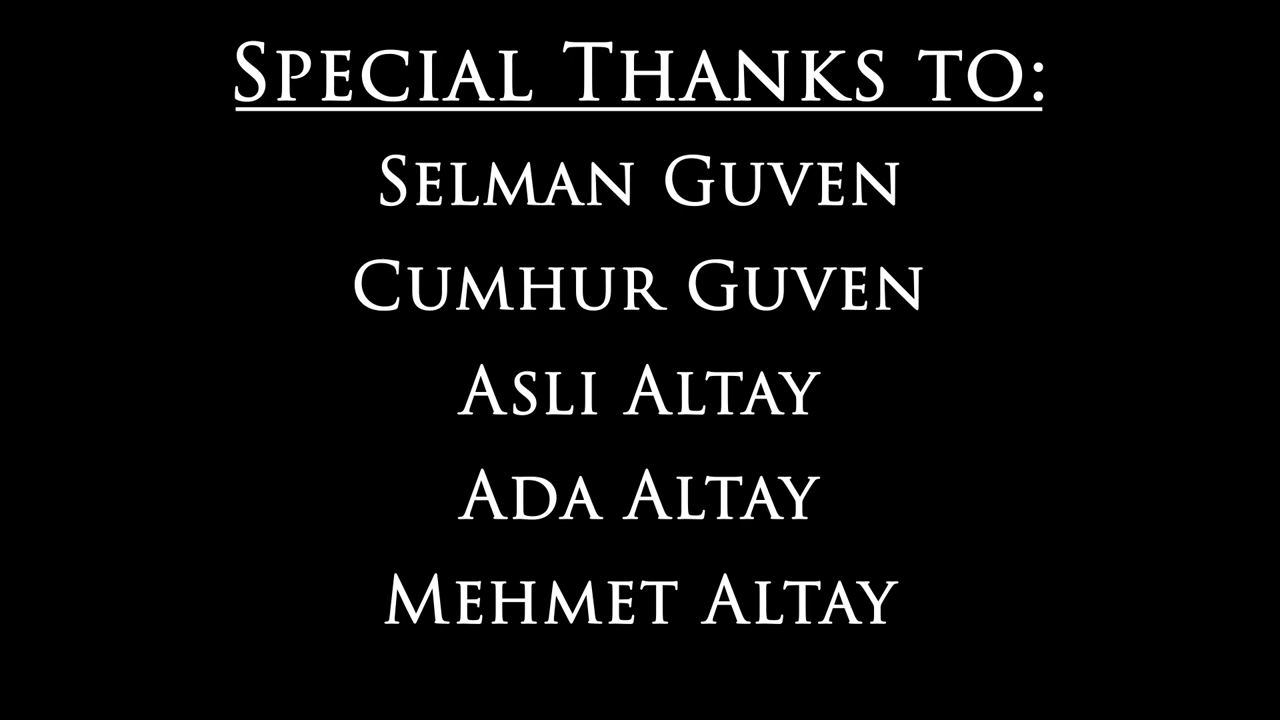 Special Thanks to:
Selman Guven
Cumhur Guven
Asli Altay
Ada Altay
Mehmet Altay